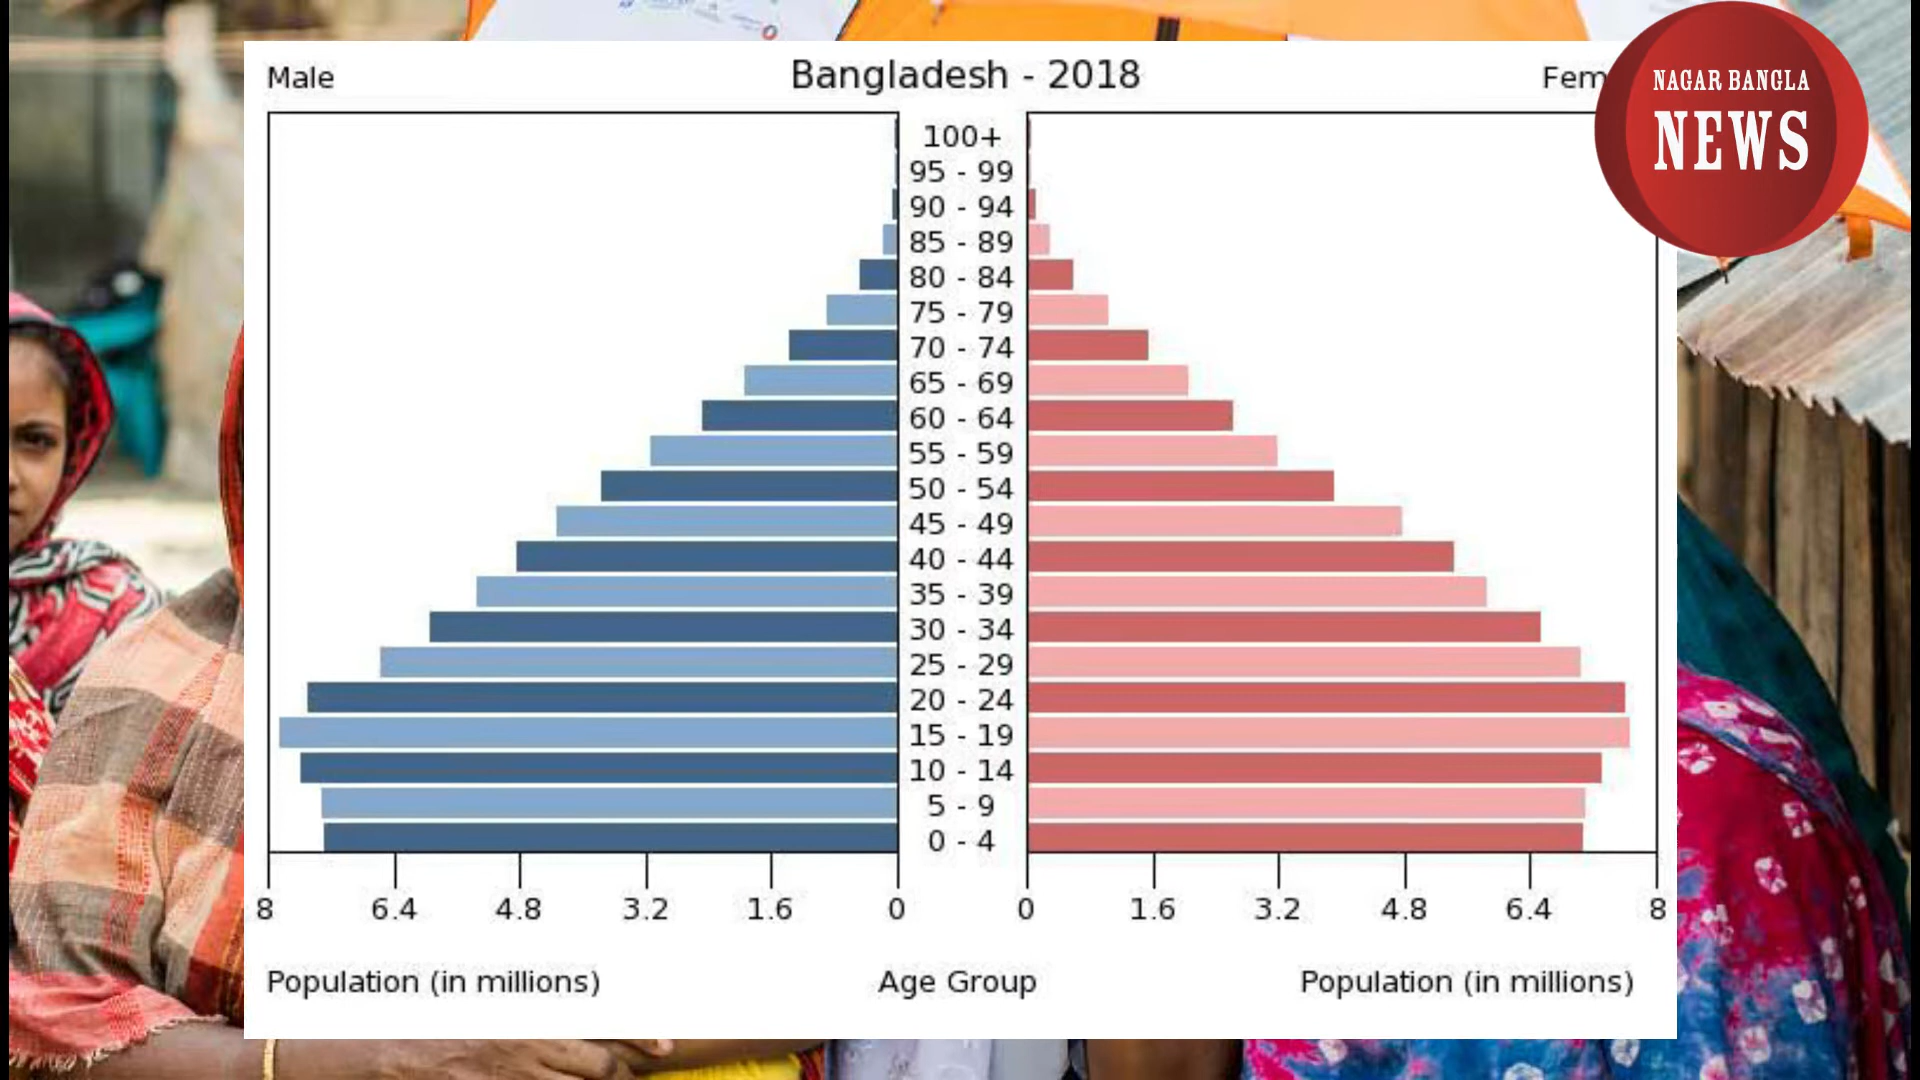 Male
Bangladesh - 2018
Fem
NAGAR BANGLA
NEWS
100+
95 - 99
90 - 94
85 - 89
80 - 84
75 - 79
70 - 74
65 - 69
60 - 64
55 - 59
50 - 54
45 - 49
40 - 44
35 - 39
30 - 34
25 - 29
20 - 24
15 - 19
10 - 14
5 - 9
0 - 4
8 6.4 4.8 3.2 1.6 0 0 1.6 3.2 4.8 6.4 8
Population (in millions) Age Group Population (in millions)